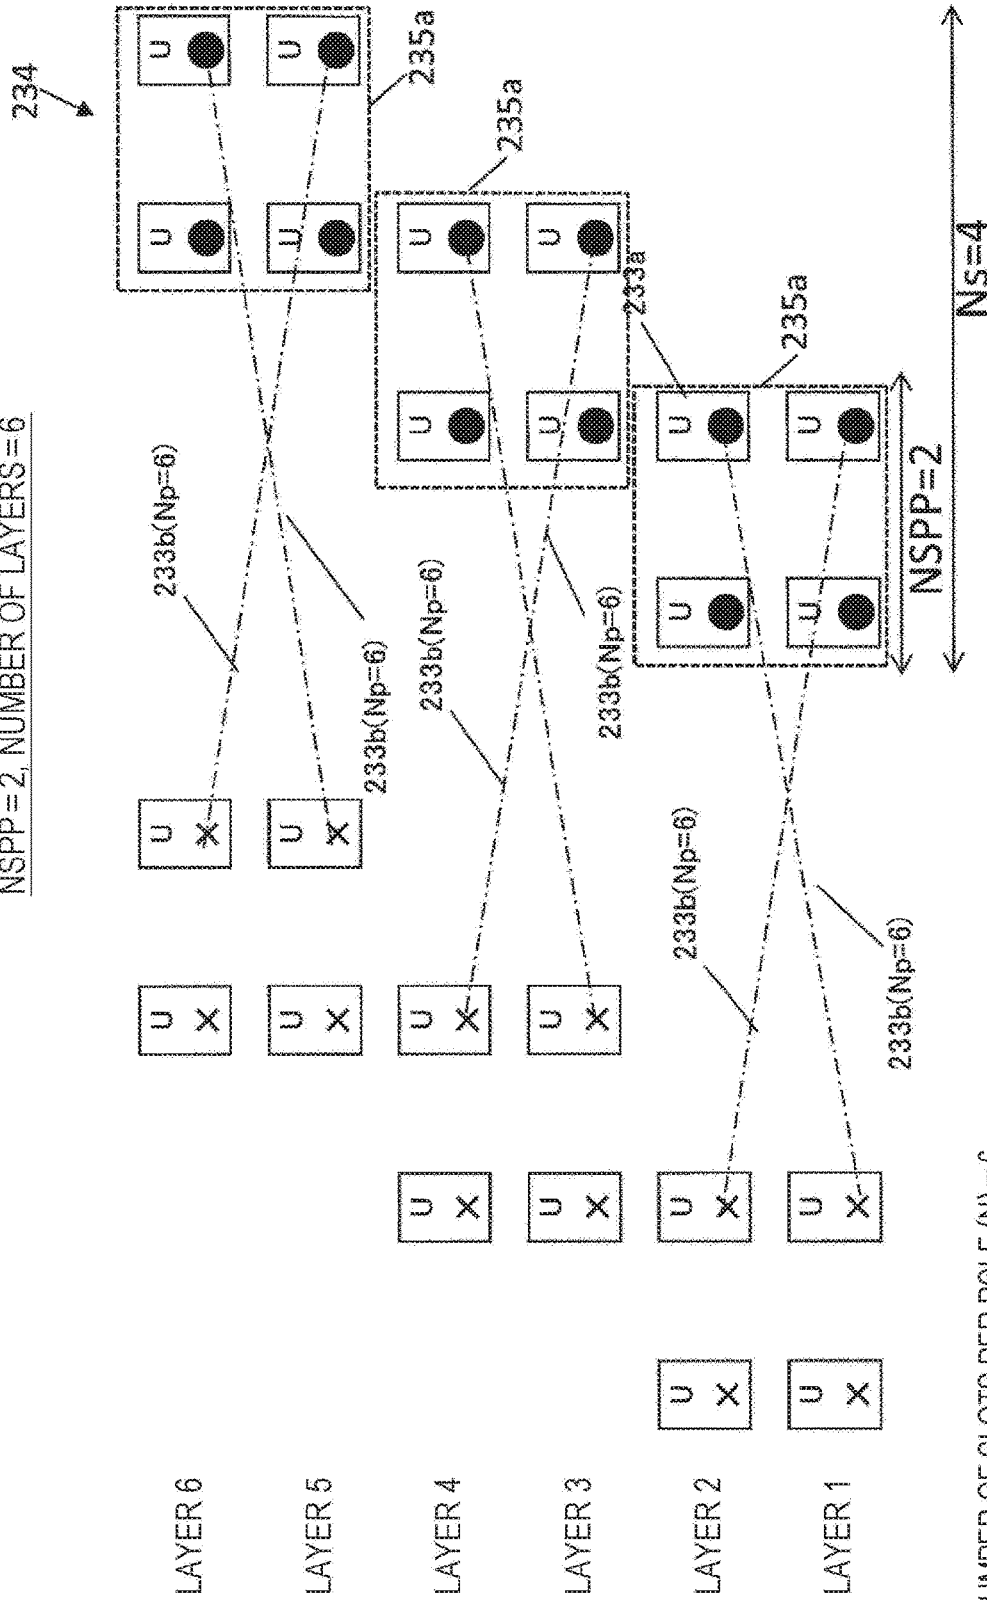 NSPP=2, NUMBER OF LAYERS=6
234
LAYER 6
U U U U
X X
233b(Np=6)
LAYER 5
U U U U
X X
233b(Np=6)
235a
LAYER 4
U U U U
X X
233b(Np=6)
235a
LAYER 3
U U U U
X X
233b(Np=6)
233a
LAYER 2
U U U U
X X
233b(Np=6)
235a
LAYER 1
U U U U
X X
233b(Np=6)
NSPP=2
Ns=4